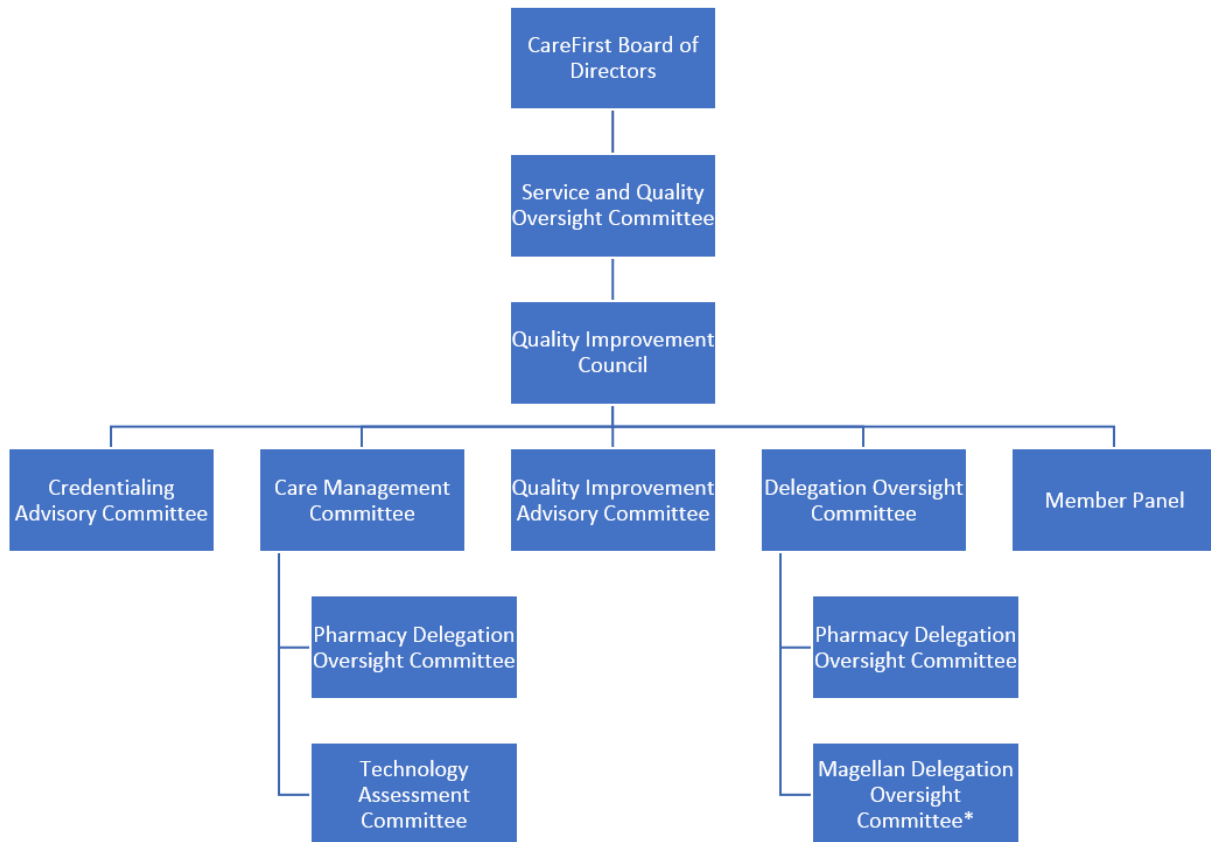 CareFirst Board of
Directors
Service and Quality
Oversight Committee
Quality Improvement
Council
Credentialing
Advisory Committee
Care Management
Committee
Quality Improvement
Advisory Committee
Delegation Oversight
Committee
Member Panel
Pharmacy Delegation
Oversight Committee
Pharmacy Delegation
Oversight Committee
Technology
Assessment
Committee
Magellan Delegation
Oversight
Committee*